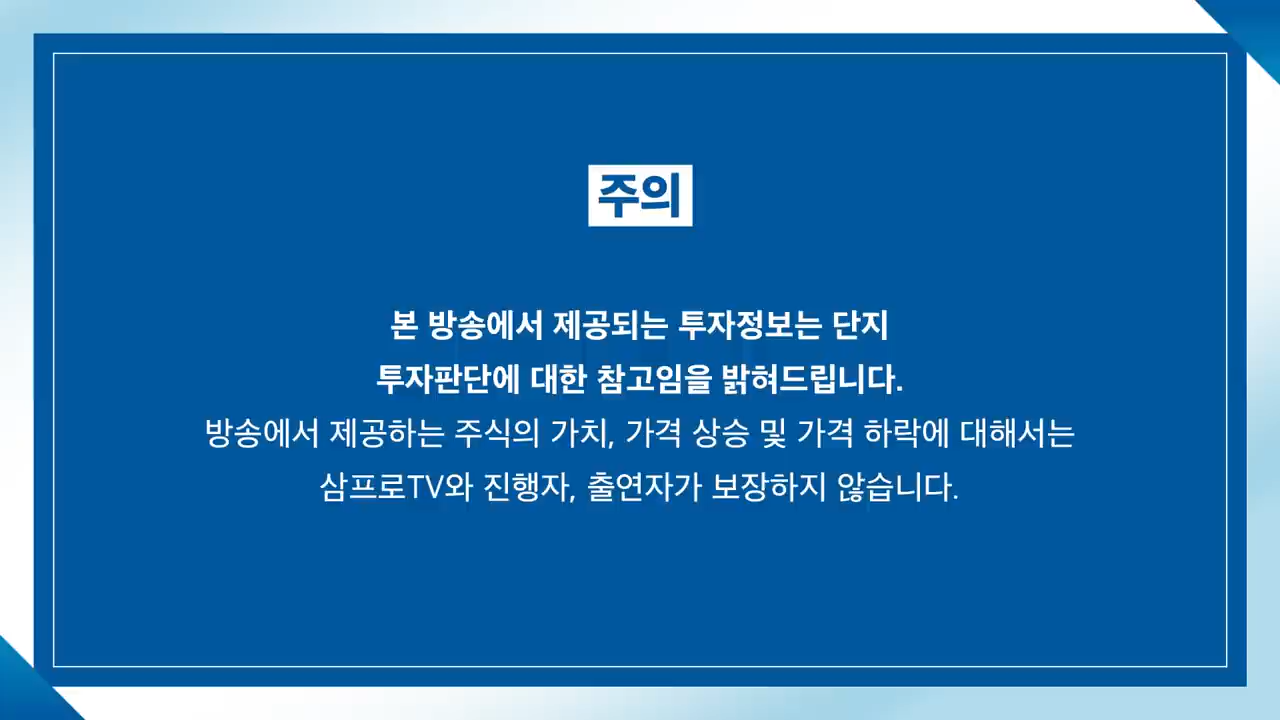 주의
본 방송에서 제공되는 투자정보는 단지
투자판단에 대한 참고임을 밝혀드립니다.
방송에서 제공하는 주식의 가치, 가격 상승 및 가격 하락에 대해서는
삼프로TV와 진행자, 출연자가 보장하지 않습니다.